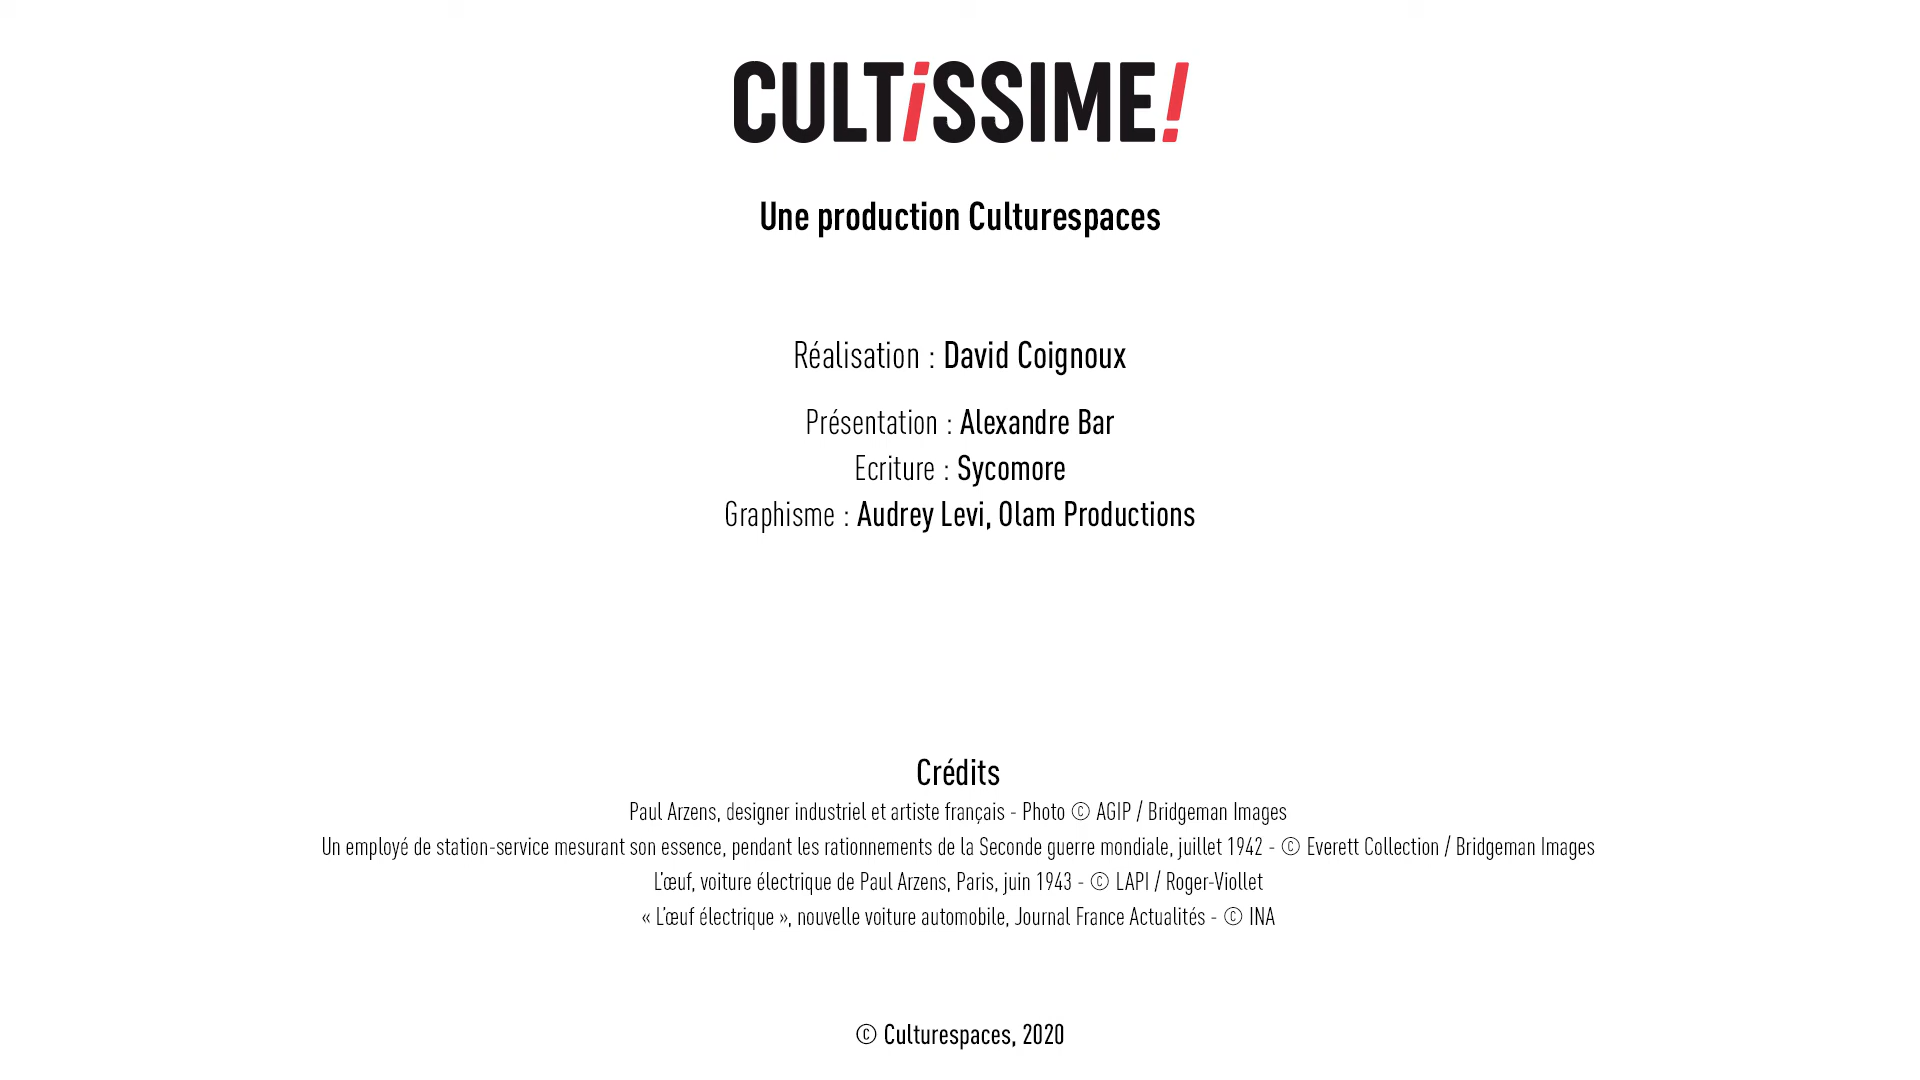 CULTiSSIME!
Une production Culturespaces
Réalisation : David Coignoux
Présentation : Alexandre Bar
Ecriture : Sycomore
Graphisme : Audrey Levi, Olam Productions
Crédits
Paul Arzens, designer industriel et artiste français - Photo © AGIP / Bridgeman Images
Un employé de station-service mesurant son essence, pendant les rationnements de la Seconde guerre mondiale, juillet 1942 - © Everett Collection / Bridgeman Images
L’œuf, voiture électrique de Paul Arzens, Paris, juin 1943 - © LAPI / Roger-Viollet
« L’œuf électrique », nouvelle voiture automobile, Journal France Actualités - © INA
© Culturespaces, 2020